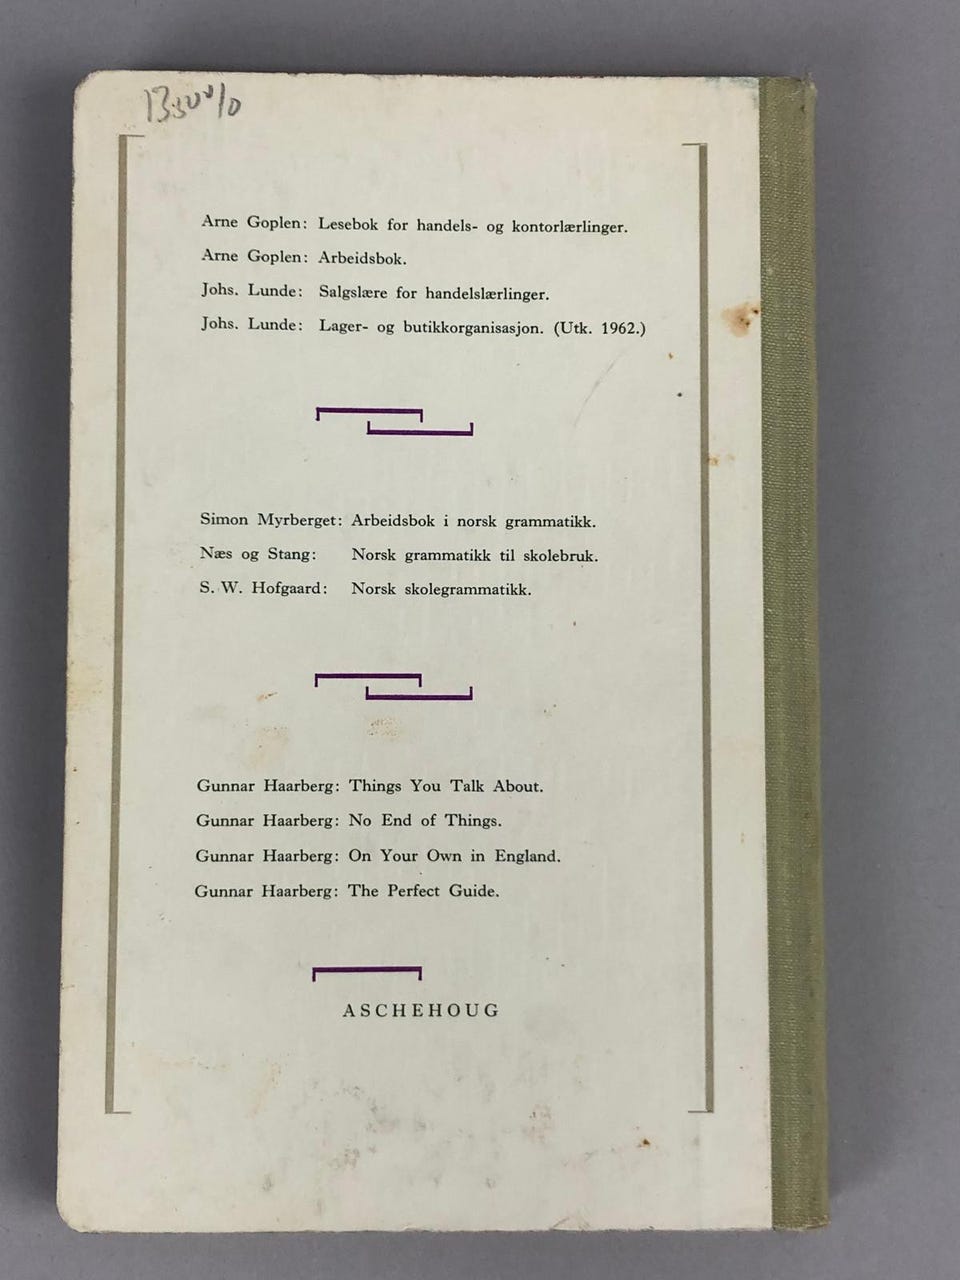 Arne Goplen: Lesebok for handels- og kontorlærlinger.
Arne Goplen: Arbeidsbok.
Johs. Lunde: Salgslære for handelslærlinger.
Johs. Lunde: Lager- og butikkorganisasjon. (Utk. 1962.)
Simon Myrberget: Arbeidsbok i norsk grammatikk.
Næs og Stang: Norsk grammatikk til skolebruk.
S. W. Hofgaard: Norsk skolegrammatikk.
Gunnar Haarberg: Things You Talk About.
Gunnar Haarberg: No End of Things.
Gunnar Haarberg: On Your Own in England.
Gunnar Haarberg: The Perfect Guide.
ASCHEHOUG